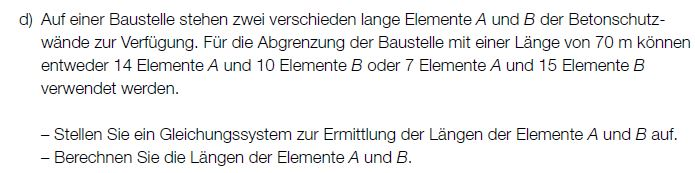 d) Auf einer Baustelle stehen zwei verschieden lange Elemente A und B der Betonschutz-
wände zur Verfügung. Für die Abgrenzung der Baustelle mit einer Länge von 70 m können
entweder 14 Elemente A und 10 Elemente B oder 7 Elemente A und 15 Elemente B
verwendet werden.
– Stellen Sie ein Gleichungssystem zur Ermittlung der Längen der Elemente A und B auf.
– Berechnen Sie die Längen der Elemente A und B.